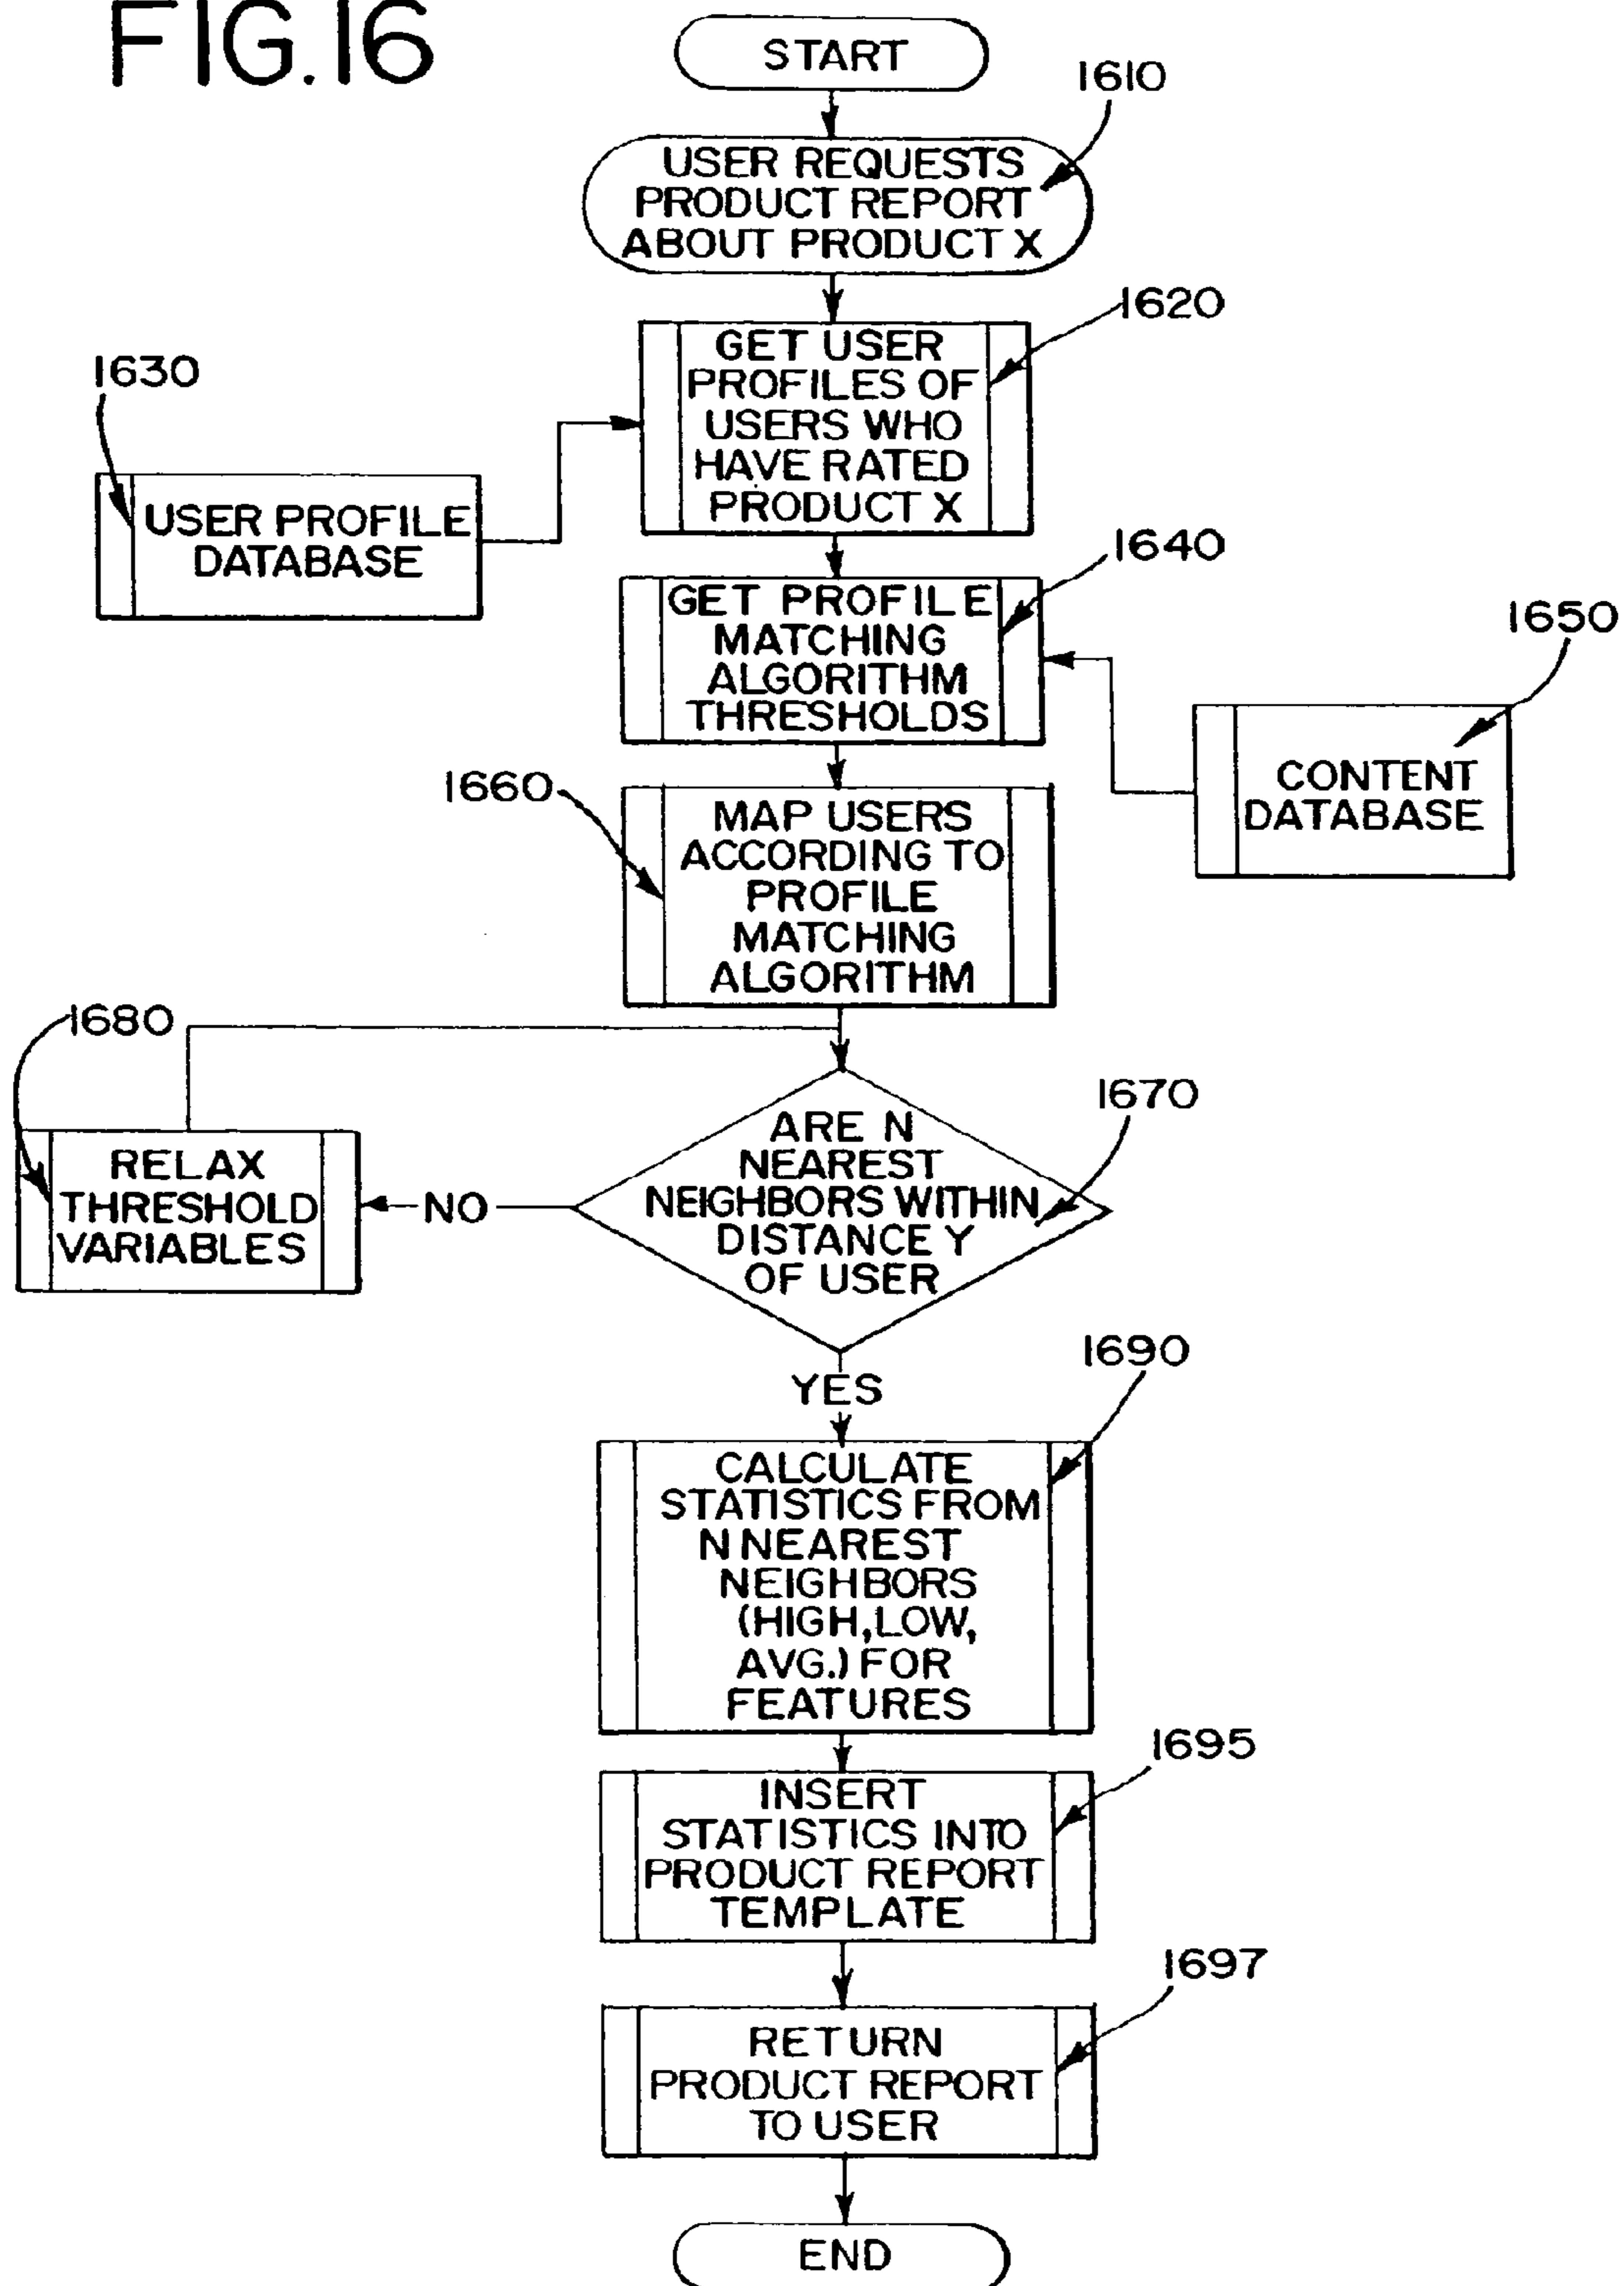 FIG.16
START
1610
USER REQUESTS
PRODUCT REPORT
ABOUT PRODUCT X
1620
GET USER
PROFILES OF
USERS WHO
HAVE RATED
PRODUCT X
1630
USER PROFILE
DATABASE
1640
GET PROFILE
MATCHING
ALGORITHM
THRESHOLDS
1650
CONTENT
DATABASE
1660
MAP USERS
ACCORDING TO
PROFILE
MATCHING
ALGORITHM
1680
RELAX
THRESHOLD
VARIABLES
NO
1670
ARE N
NEAREST
NEIGHBORS WITHIN
DISTANCE Y
OF USER
YES
1690
CALCULATE
STATISTICS FROM
N NEAREST
NEIGHBORS
(HIGH, LOW,
AVG.) FOR
FEATURES
1695
INSERT
STATISTICS INTO
PRODUCT REPORT
TEMPLATE
1697
RETURN
PRODUCT REPORT
TO USER
END